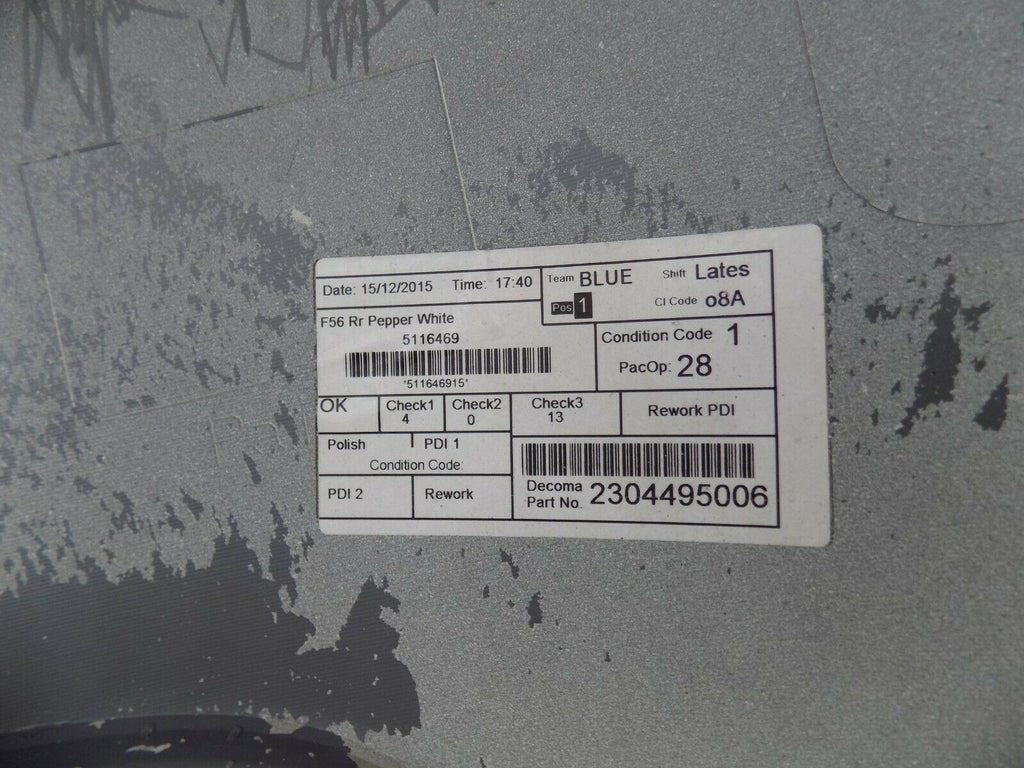 Date: 15/12/2015 Time: 17:40
Team BLUE Shift Lates
Pos 1 CI Code o8A
F56 Rr Pepper White
5116469
'511646915'
Condition Code 1
PacOp: 28
OK
Check1
4
Check2
0
Check3
13
Rework PDI
Polish PDI 1
Condition Code:
PDI 2 Rework
Decoma
Part No. 2304495006